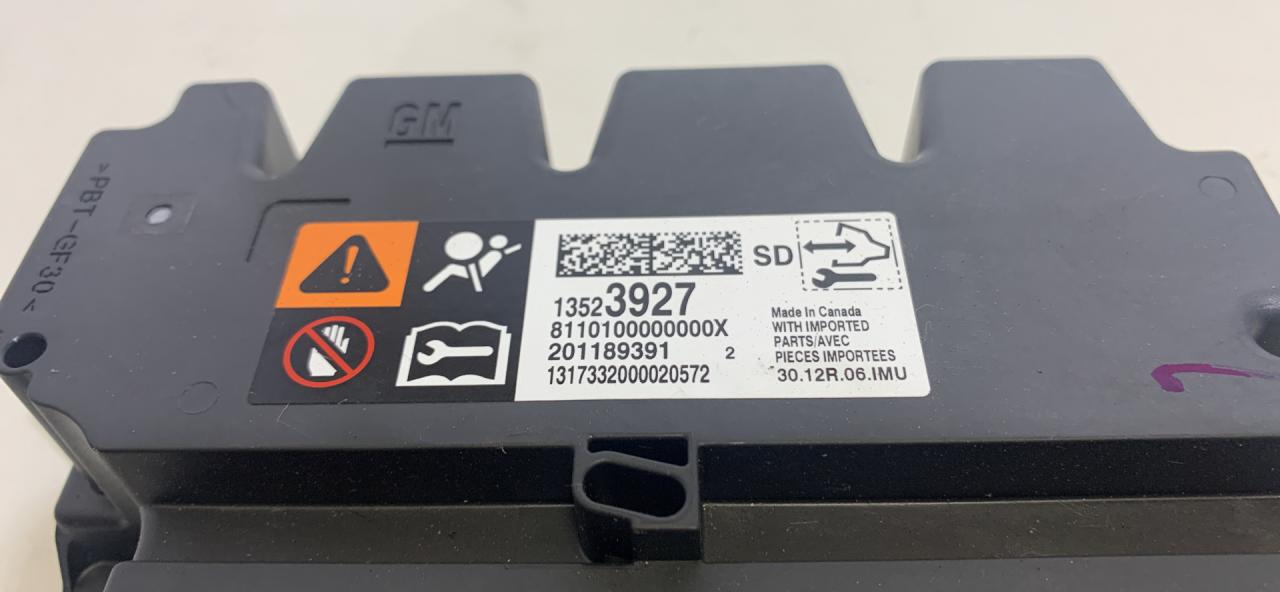 GM
>PBT-GF30<
SD
13523927
8110100000000X
201189391 2
1317332000020572
Made In Canada
WITH IMPORTED
PARTS/AVEC
PIECES IMPORTEES
30.12R.06.IMU